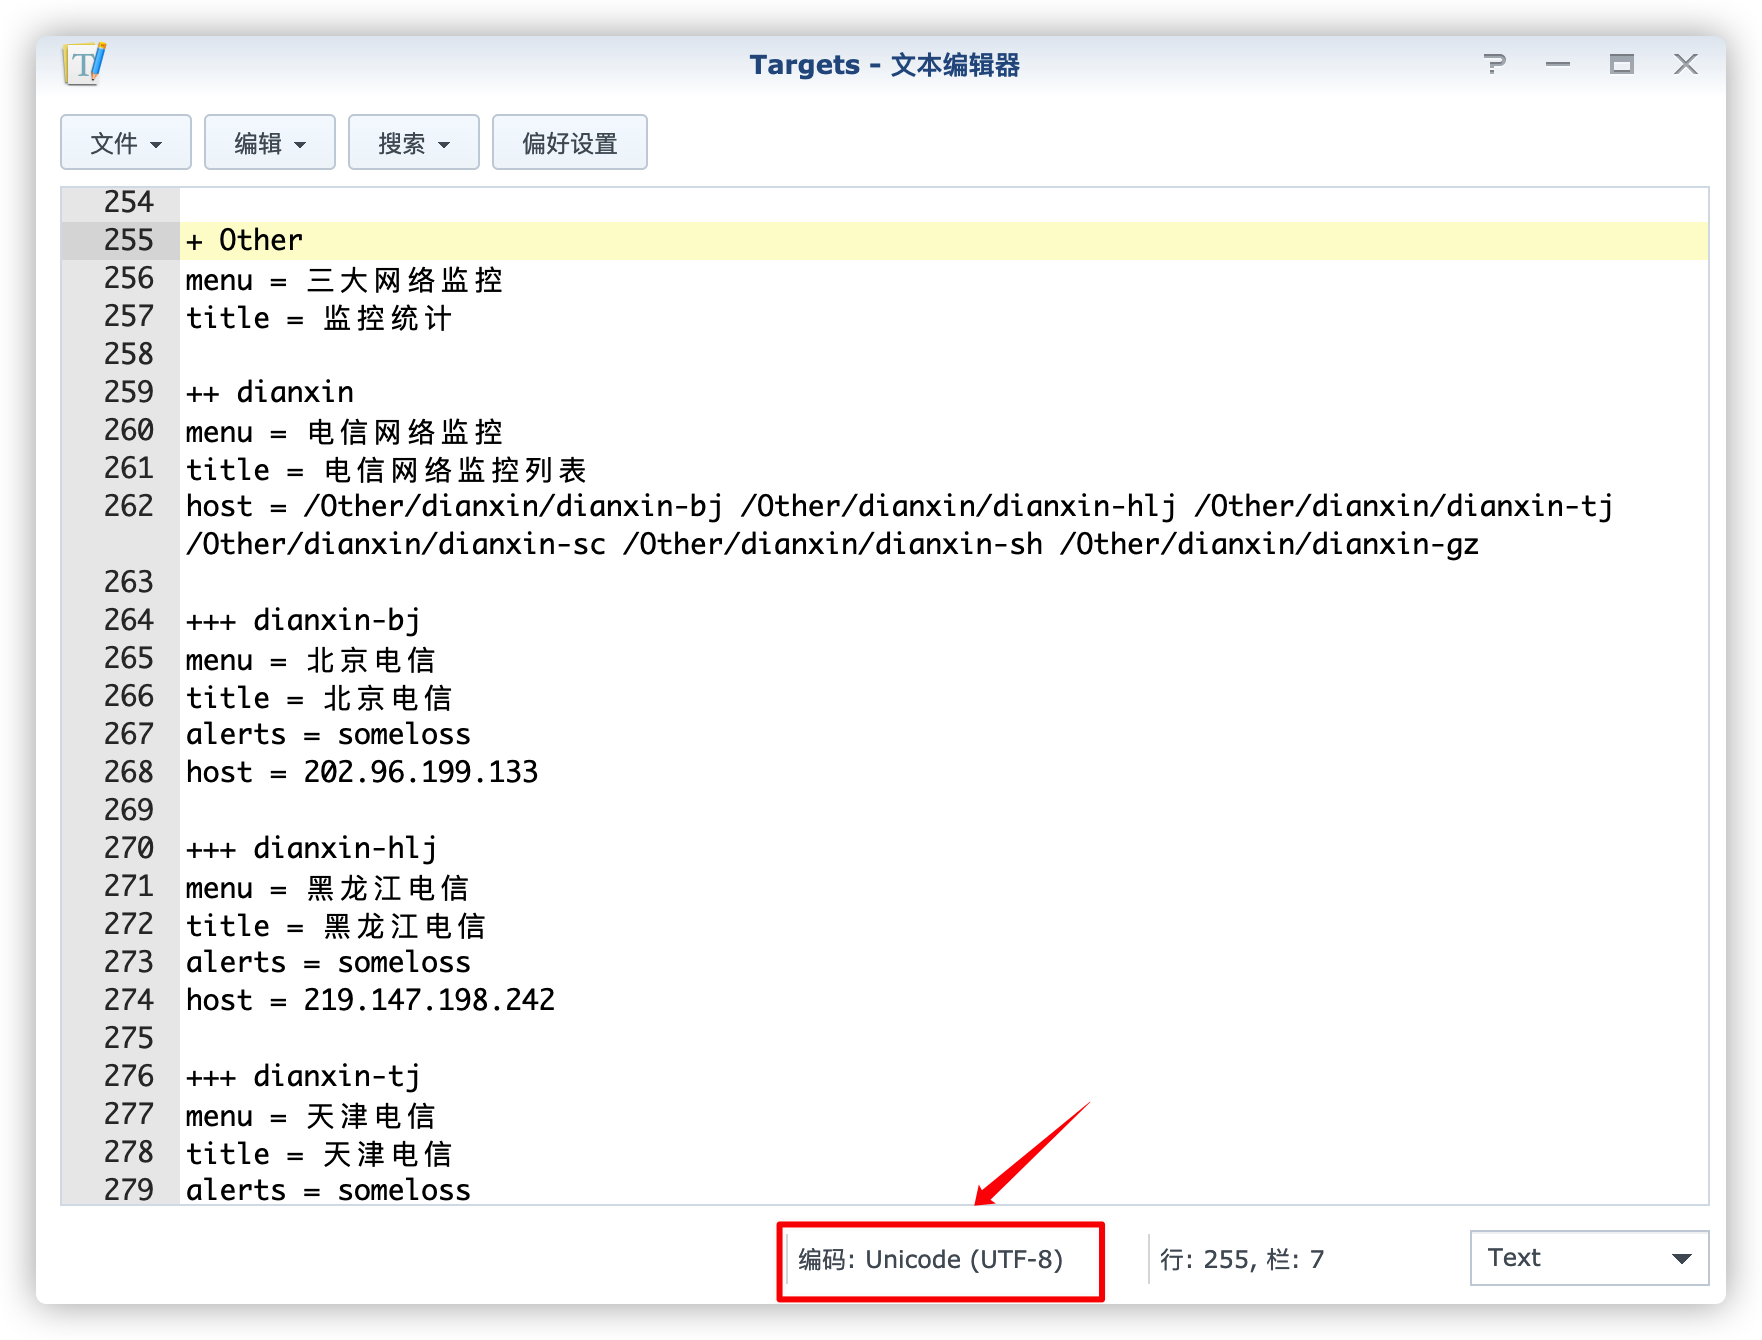 Targets - 文本编辑器
文件 编辑 搜索 偏好设置
254
255 + Other
256 menu = 三大网络监控
257 title = 监控统计
258
259 ++ dianxin
260 menu = 电信网络监控
261 title = 电信网络监控列表
262 host = /Other/dianxin/dianxin-bj /Other/dianxin/dianxin-hlj /Other/dianxin/dianxin-tj
/Other/dianxin/dianxin-sc /Other/dianxin/dianxin-sh /Other/dianxin/dianxin-gz
263
264 +++ dianxin-bj
265 menu = 北京电信
266 title = 北京电信
267 alerts = someloss
268 host = 202.96.199.133
269
270 +++ dianxin-hlj
271 menu = 黑龙江电信
272 title = 黑龙江电信
273 alerts = someloss
274 host = 219.147.198.242
275
276 +++ dianxin-tj
277 menu = 天津电信
278 title = 天津电信
279 alerts = someloss
编码: Unicode (UTF-8) 行: 255, 栏: 7 Text